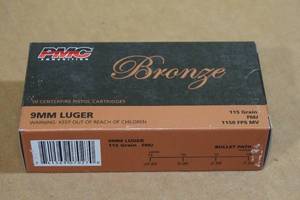 PMC
AMMUNITION
Bronze
50 CENTERFIRE PISTOL CARTRIDGES
9MM LUGER
WARNING: KEEP OUT OF REACH OF CHILDREN
115 Grain
FMJ
1150 FPS MV
9MM LUGER
115 Grain FMJ
BULLET PATH